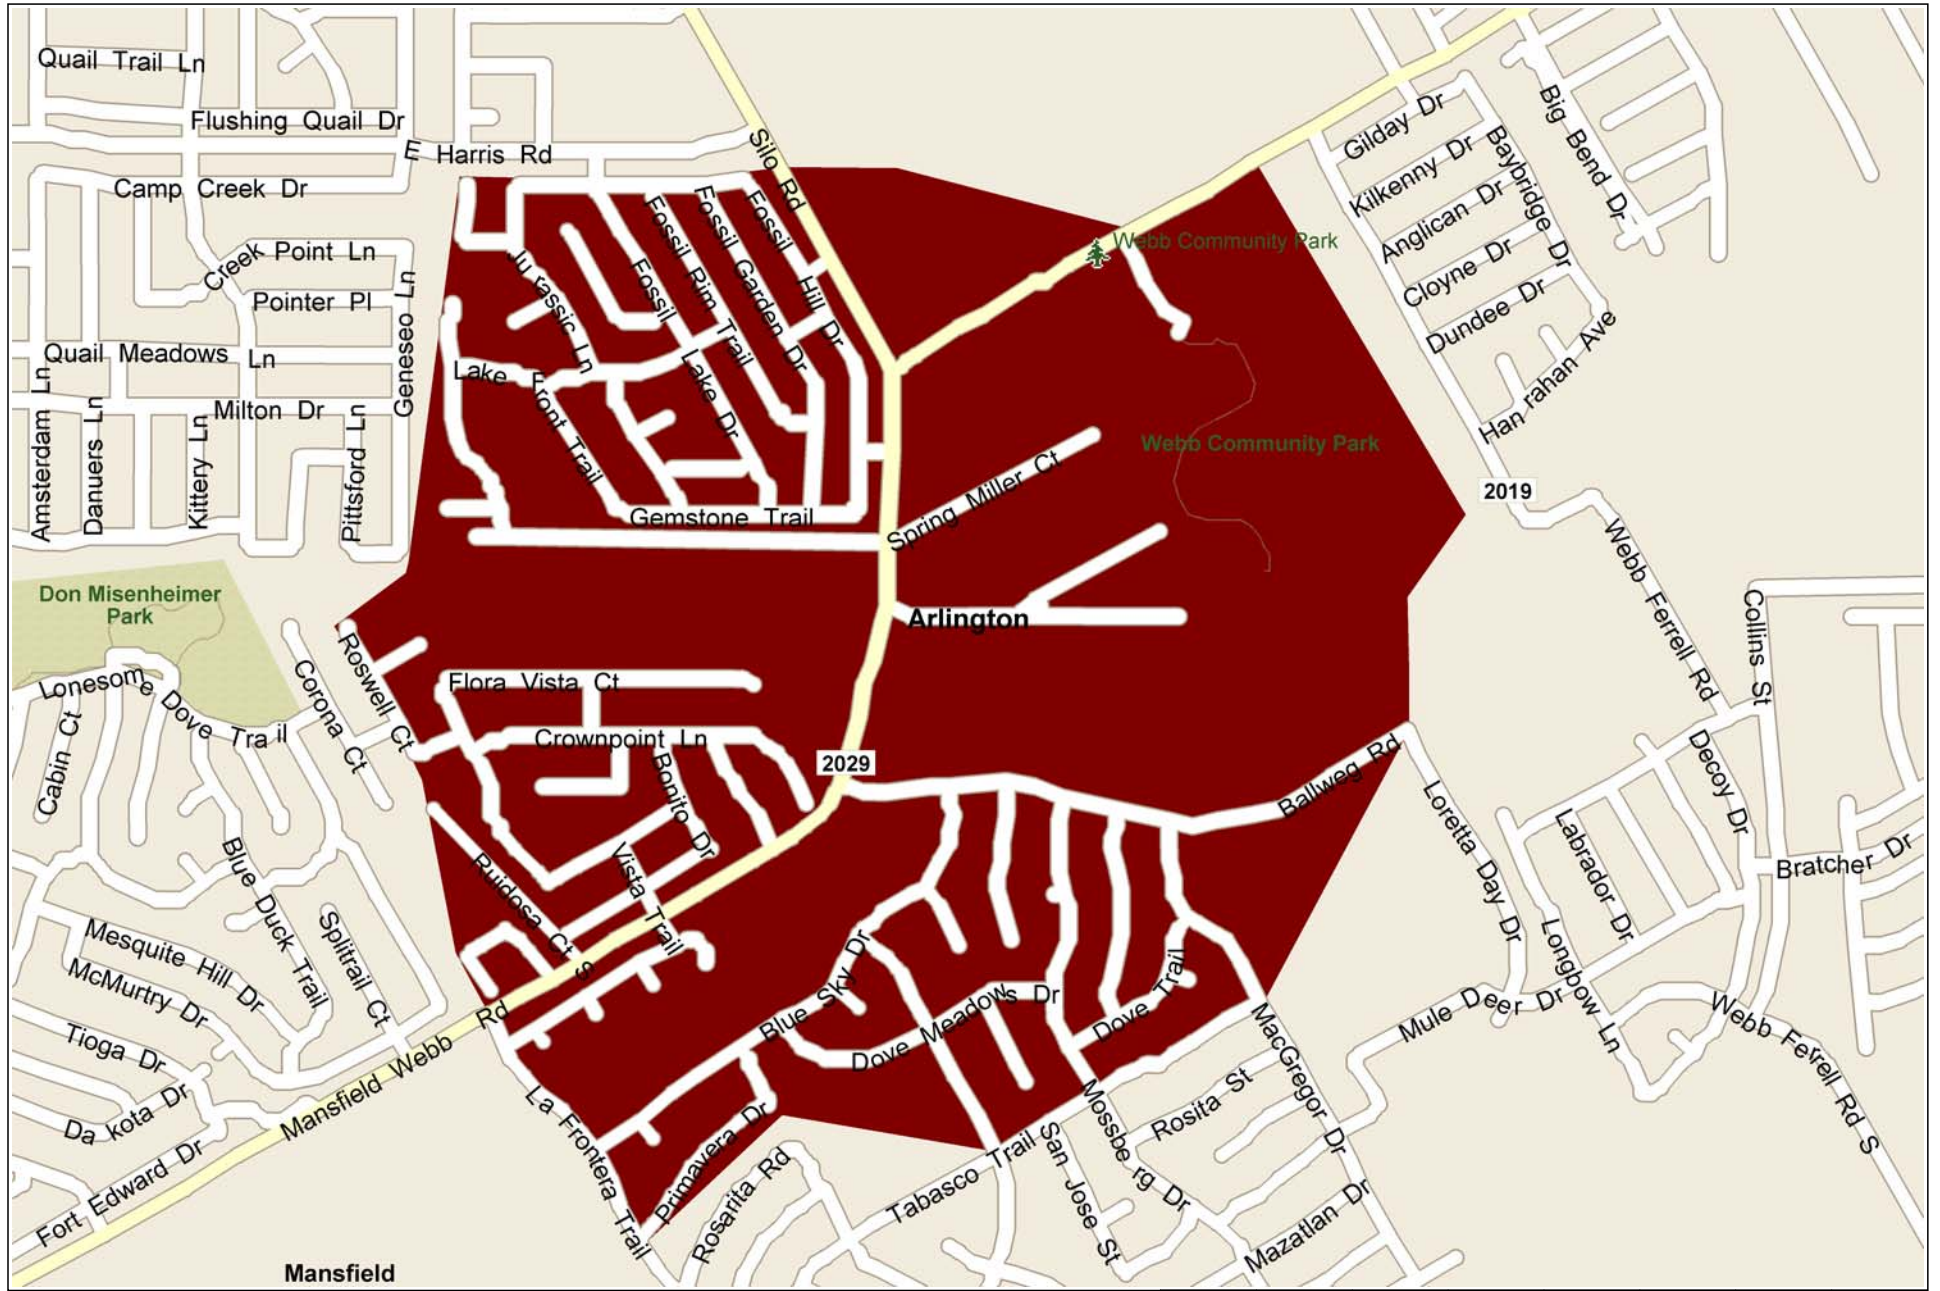 Quail Trail Ln
Flushing Quail Dr
E Harris Rd
Camp Creek Dr
Creek Point Ln
Pointer Pl
Geneseo Ln
Quail Meadows Ln
Milton Dr
Amsterdam Ln
Danuers Ln
Kittery Ln
Pittsford Ln
Silo Rd
Fossil Hill Dr
Fossil Garden Dr
Fossil Rim Trail
Fossil Lake Dr
Jurassic Ln
Lake Front Trail
Gemstone Trail
Spring Miller Ct
Webb Community Park
Webb Community Park
Gilday Dr
Kilkenny Dr
Anglican Dr
Cloyne Dr
Dundee Dr
Baybridge Dr
Big Bend Dr
Hanrahan Ave
2019
Webb Ferrell Rd
Collins St
Don Misenheimer
Park
Arlington
Lonesome Dove Trail
Cabin Ct
Corona Ct
Roswell Ct
Flora Vista Ct
Crownpoint Ln
Bonito Dr
2029
Ballweg Rd
Ruidosa Ct S
Vista Trail
Blue Duck Trail
Splitrail Ct
Mesquite Hill Dr
McMurtry Dr
Tioga Dr
Dakota Dr
Fort Edward Dr
Mansfield Webb Rd
Mansfield
Blue Sky Dr
Dove Meadows Dr
Dove Trail
La Frontera Trail
Primavera Dr
Rosarita Rd
Tabasco Trail
San Jose St
Mossberg Dr
Rosita St
MacGregor Dr
Mazatlan Dr
Loretta Day Dr
Mule Deer Dr
Longbow Ln
Labrador Dr
Decoy Dr
Bratcher Dr
Webb Ferrell Rd S